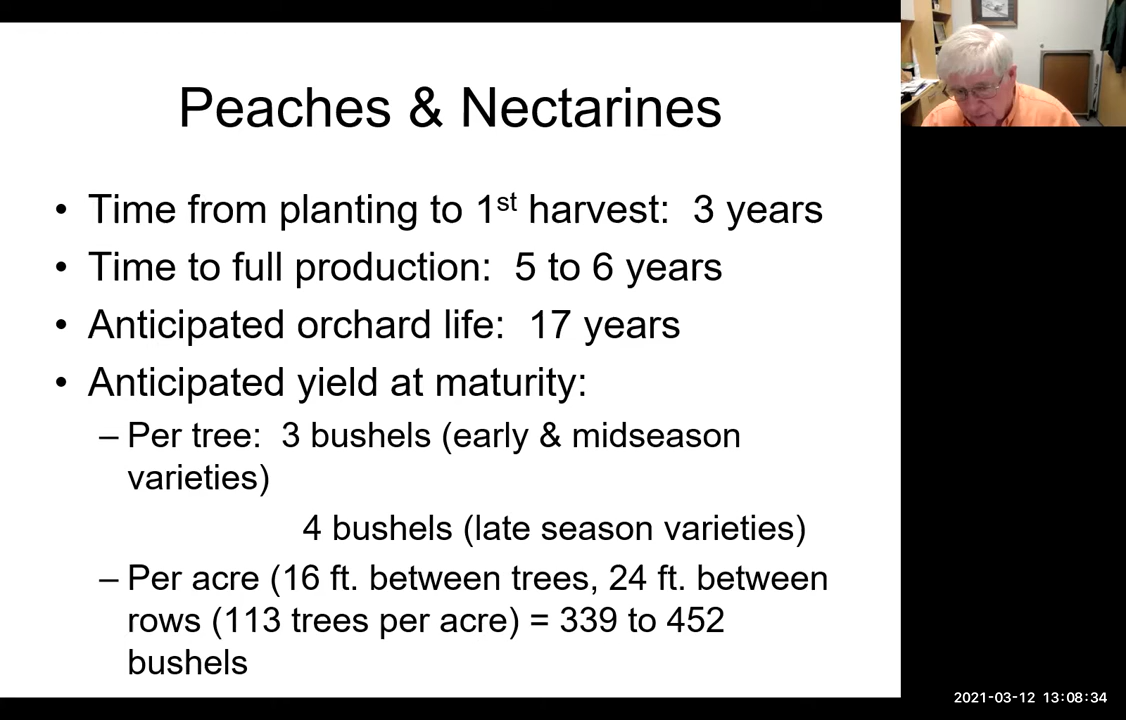 Peaches & Nectarines
• Time from planting to 1st harvest:  3 years
• Time to full production:  5 to 6 years
• Anticipated orchard life:  17 years
• Anticipated yield at maturity:
– Per tree:  3 bushels (early & midseason
varieties)
4 bushels (late season varieties)
– Per acre (16 ft. between trees, 24 ft. between
rows (113 trees per acre) = 339 to 452
bushels
2021-03-12 13:08:34